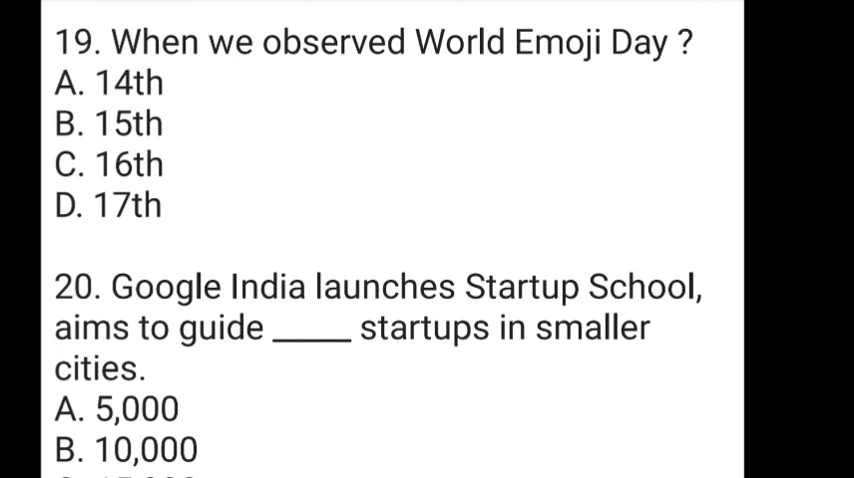 19. When we observed World Emoji Day ?
A. 14th
B. 15th
C. 16th
D. 17th
20. Google India launches Startup School,
aims to guide _____ startups in smaller
cities.
A. 5,000
B. 10,000